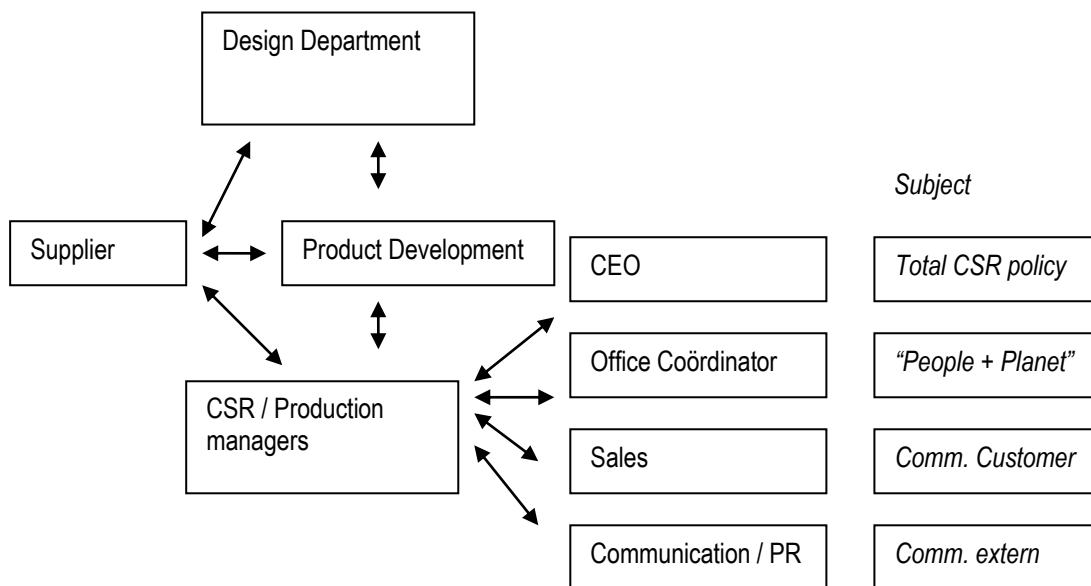 Design Department
Subject
Supplier
Product Development
CEO
Total CSR policy
Office Coördinator
“People + Planet”
CSR / Production
managers
Sales
Comm. Customer
Communication / PR
Comm. extern